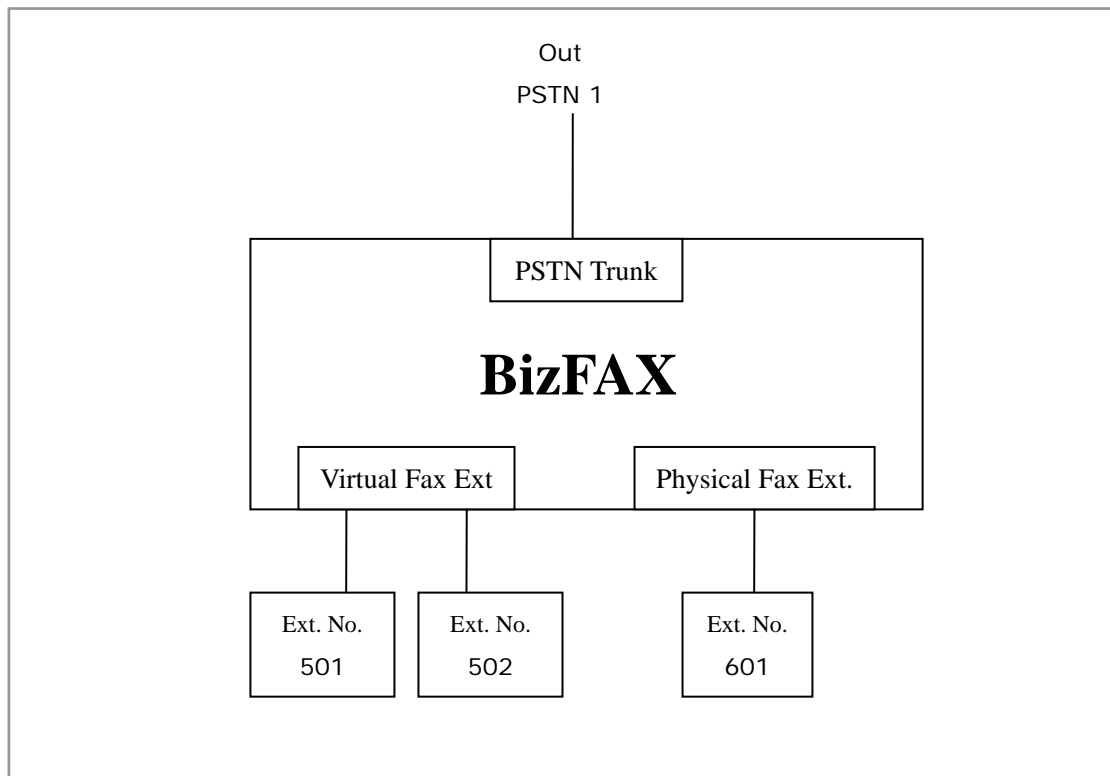 Out
PSTN 1
PSTN Trunk
BizFAX
Virtual Fax Ext
Physical Fax Ext.
Ext. No.
501
Ext. No.
502
Ext. No.
601